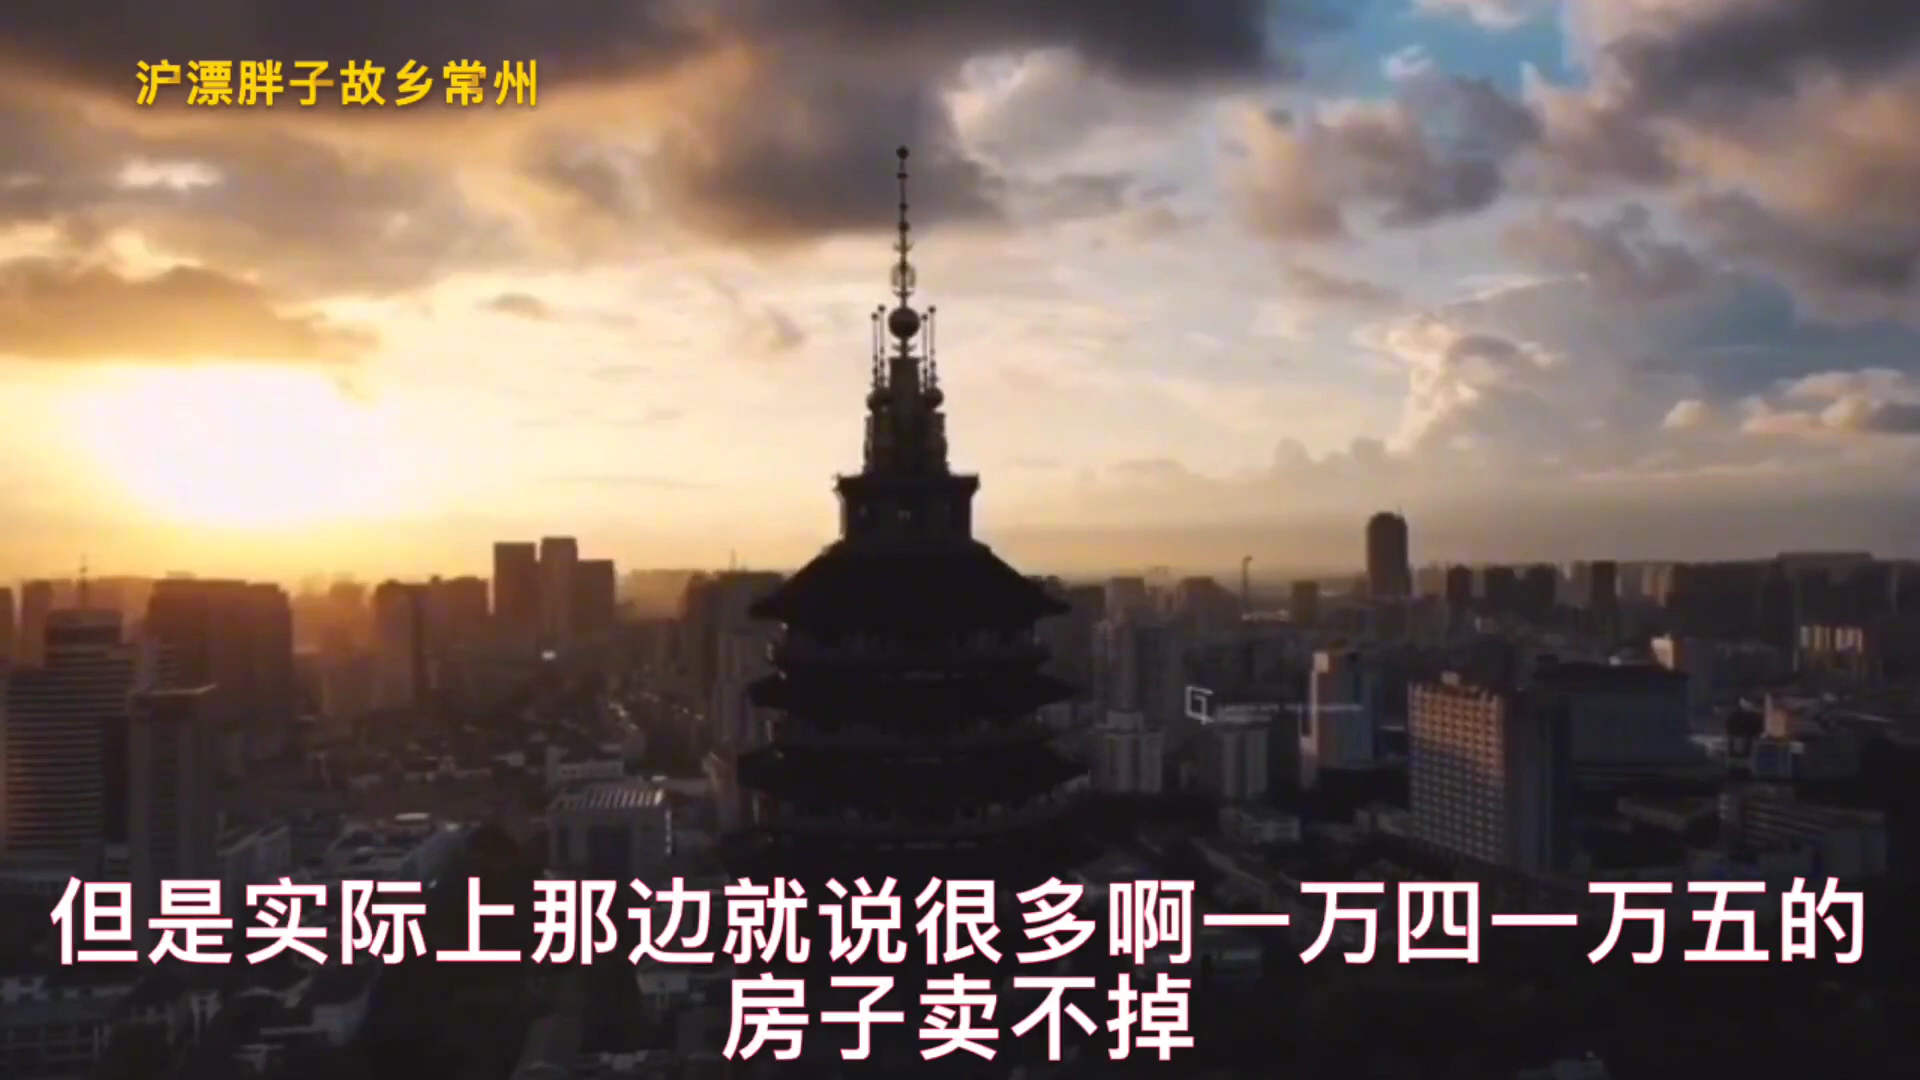 沪漂胖子故乡常州
但是实际上那边就说很多啊一万四一万五的
房子卖不掉